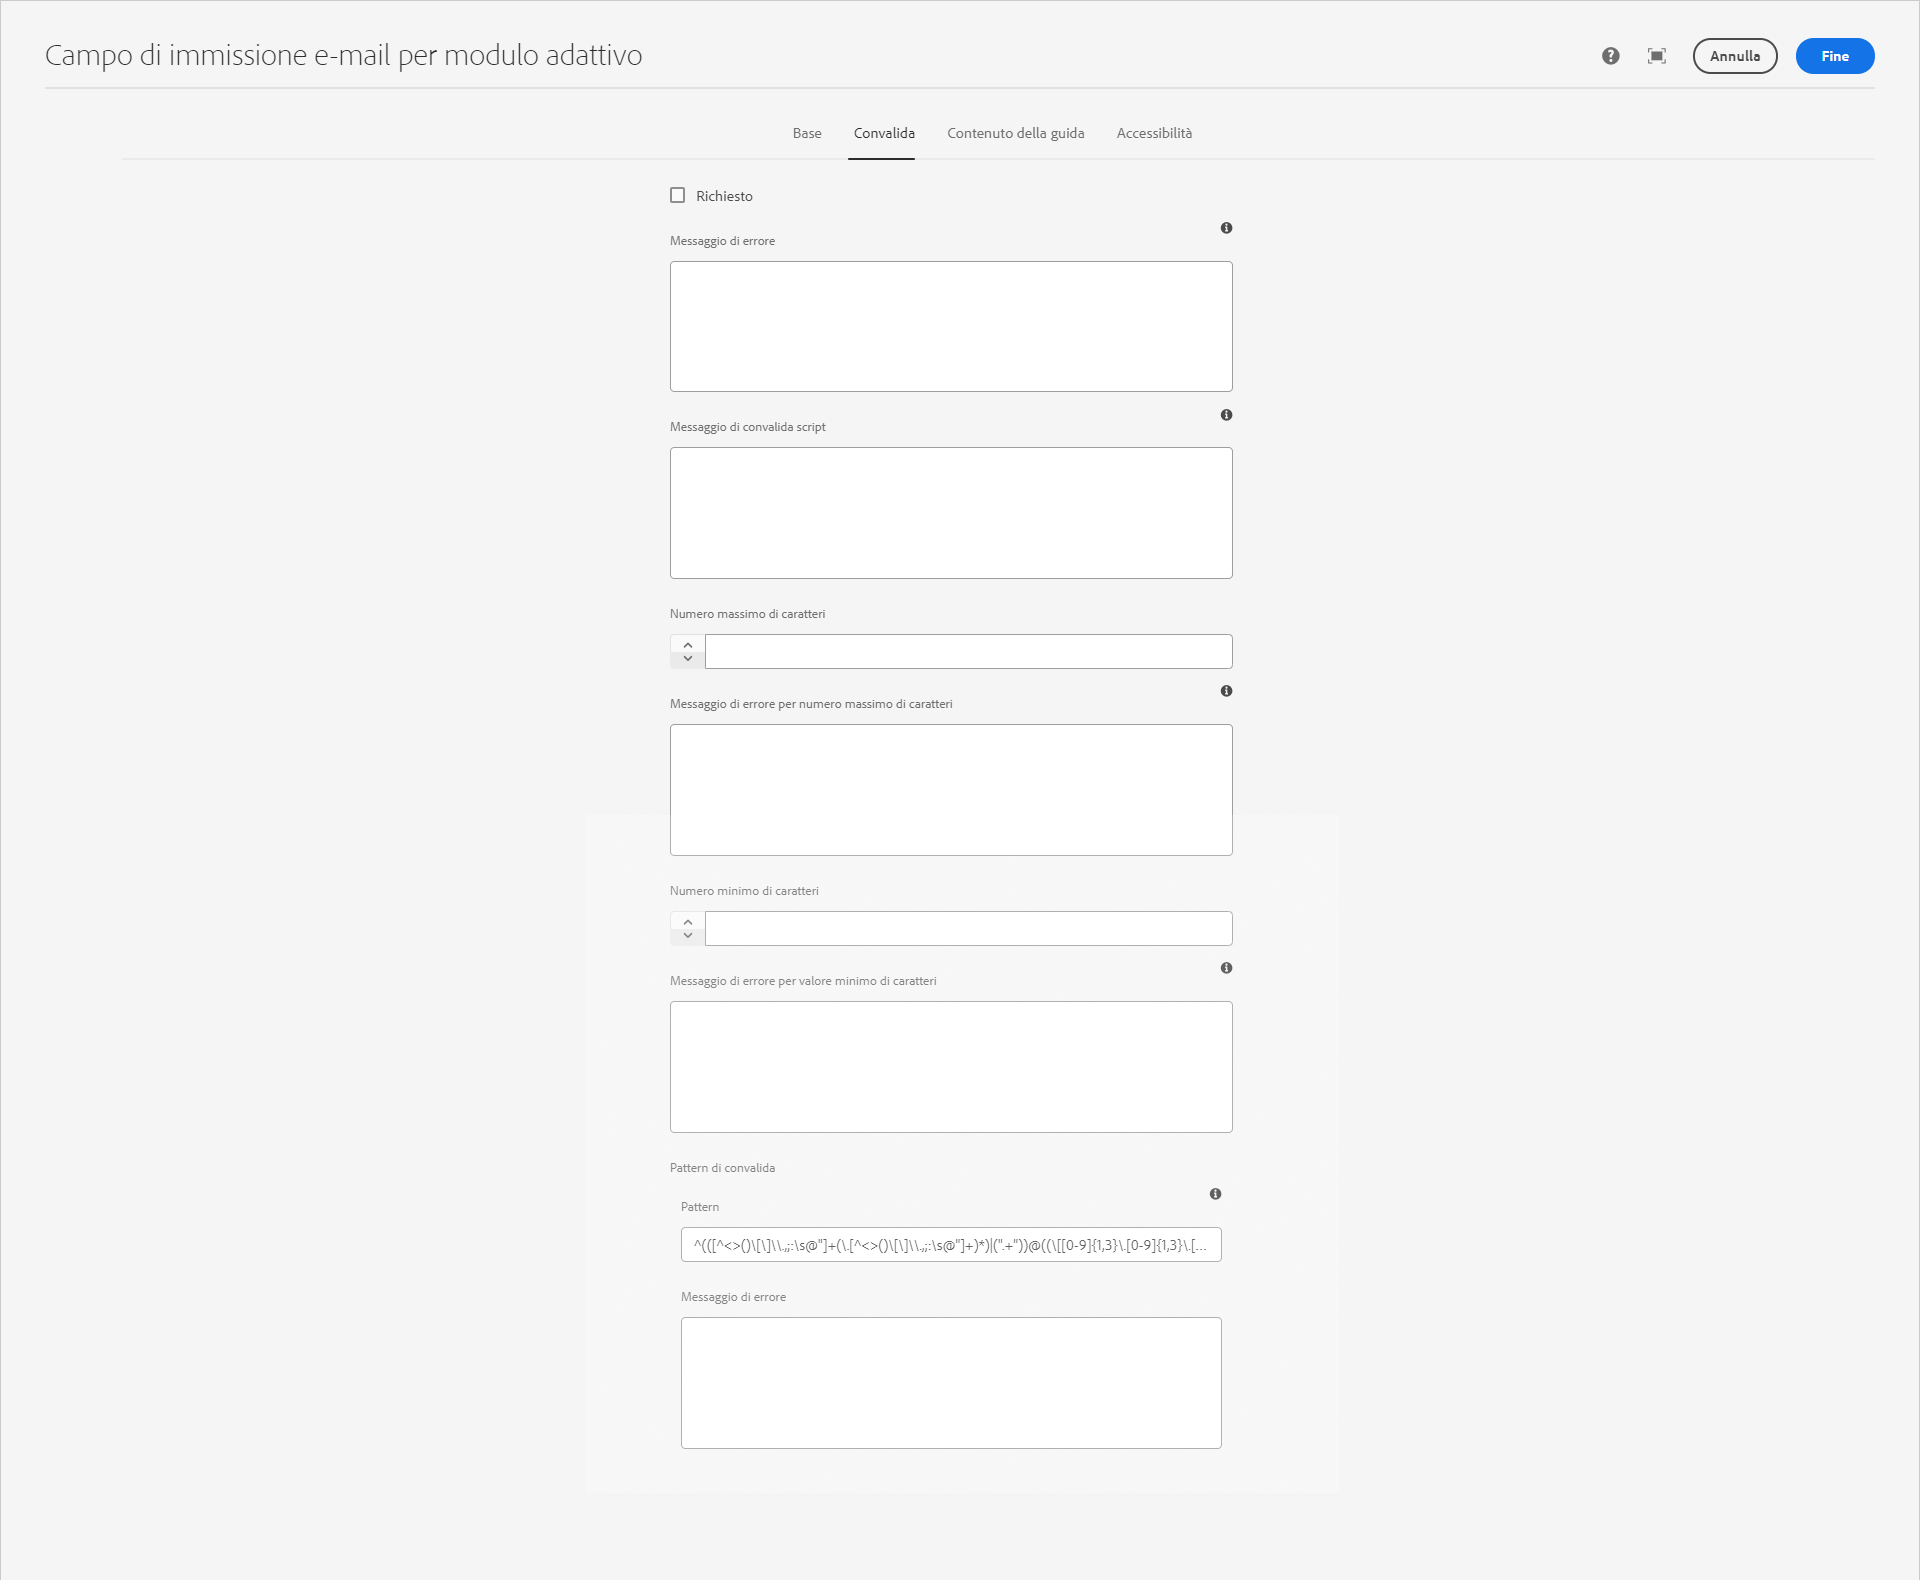 Campo di immissione e-mail per modulo adattivo
Annulla
Fine
Base
Convalida
Contenuto della guida
Accessibilità
Richiesto
Messaggio di errore
Messaggio di convalida script
Numero massimo di caratteri
Messaggio di errore per numero massimo di caratteri
Numero minimo di caratteri
Messaggio di errore per valore minimo di caratteri
Pattern di convalida
Pattern
^(([^<>()\[\]\\.,;:\s@"]+(\.[^<>()\[\]\\.,;:\s@"]+)*)|(".+"))@((\[[0-9]{1,3}\.[0-9]{1,3}\.[...
Messaggio di errore